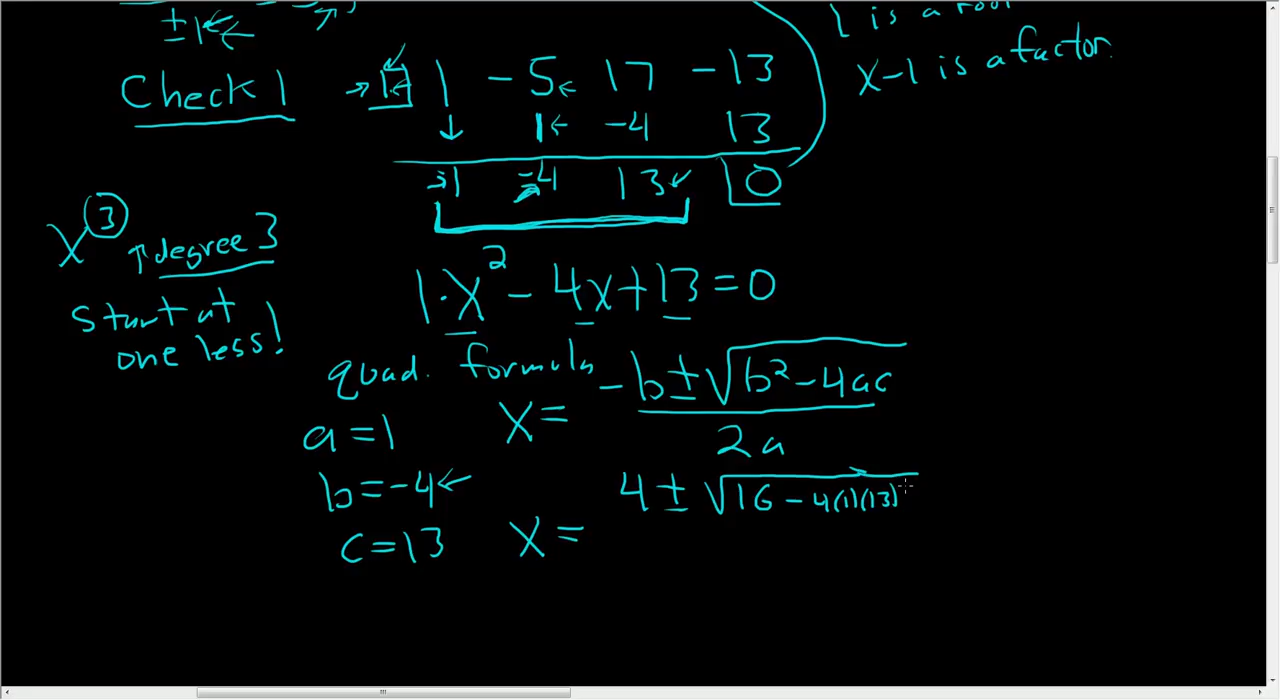 ±1
1 is a root
x-1 is a factor.
Check 1
1 1 -5 17 -13
1 -4 13
1 -4 13 0
x³
degree 3
start at
one less!
1·x² - 4x + 13 = 0
quad. formula
x = -b ± √b² - 4ac
2a
a = 1
b = -4
c = 13
x = 4 ± √16 - 4(1)(13)